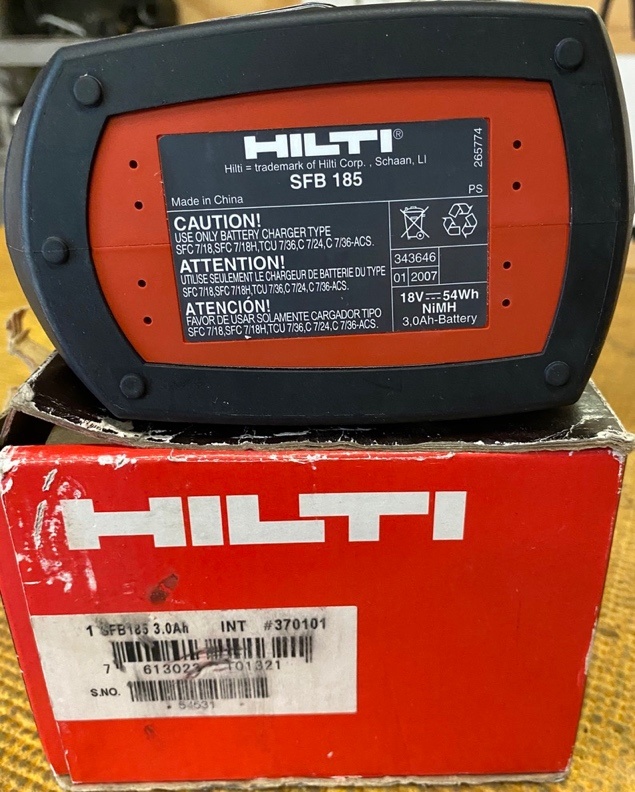 HILTI®
Hilti = trademark of Hilti Corp., Schaan, LI
SFB 185
265774
Made in China
PS
CAUTION!
USE ONLY BATTERY CHARGER TYPE
SFC 7/18,SFC 7/18H,TCU 7/36,C 7/24,C 7/36-ACS.
ATTENTION!
UTILISE SEULEMENT LE CHARGEUR DE BATTERIE DU TYPE
SFC 7/18,SFC 7/18H,TCU 7/36,C 7/24,C 7/36-ACS.
ATENCIÓN!
FAVOR DE USAR SOLAMENTE CARGADOR TIPO
SFC 7/18,SFC 7/18H,TCU 7/36,C 7/24,C 7/36-ACS.
343646
01 2007
18V---54Wh
NiMH
3,0Ah-Battery
HILTI
1 SFB185 3.0Ah INT #370101
7 613023 101321
S.NO.